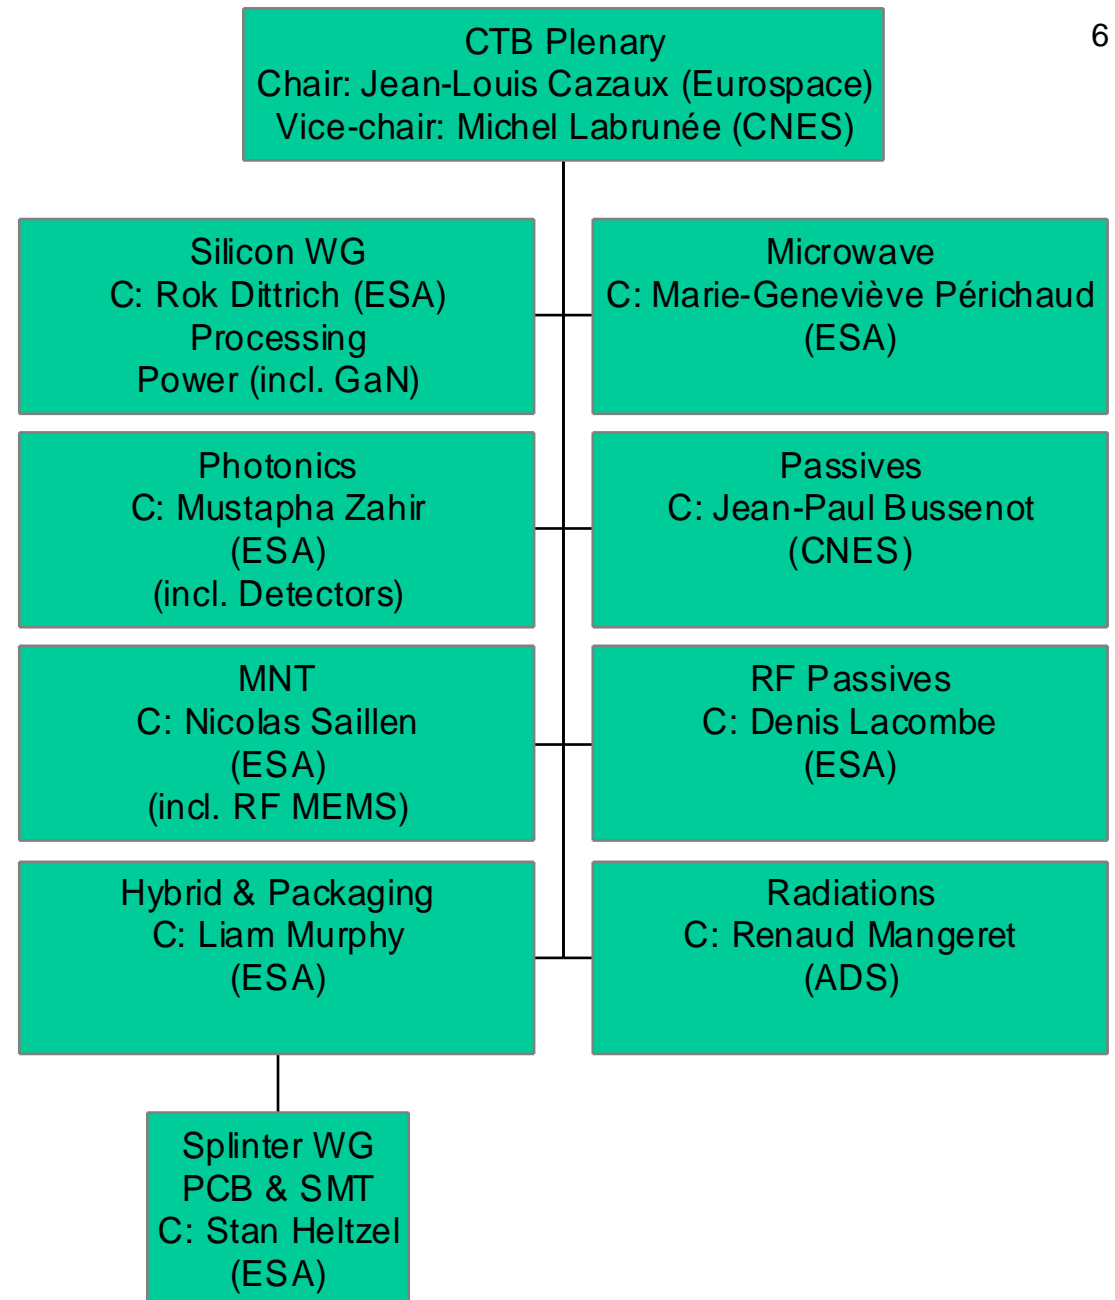 6
CTB Plenary
Chair: Jean-Louis Cazaux (Eurospace)
Vice-chair: Michel Labrunée (CNES)
Silicon WG
C: Rok Dittrich (ESA)
Processing
Power (incl. GaN)
Microwave
C: Marie-Geneviève Périchaud
(ESA)
Photonics
C: Mustapha Zahir
(ESA)
(incl. Detectors)
Passives
C: Jean-Paul Bussenot
(CNES)
MNT
C: Nicolas Saillen
(ESA)
(incl. RF MEMS)
RF Passives
C: Denis Lacombe
(ESA)
Hybrid & Packaging
C: Liam Murphy
(ESA)
Radiations
C: Renaud Mangeret
(ADS)
Splinter WG
PCB & SMT
C: Stan Heltzel
(ESA)